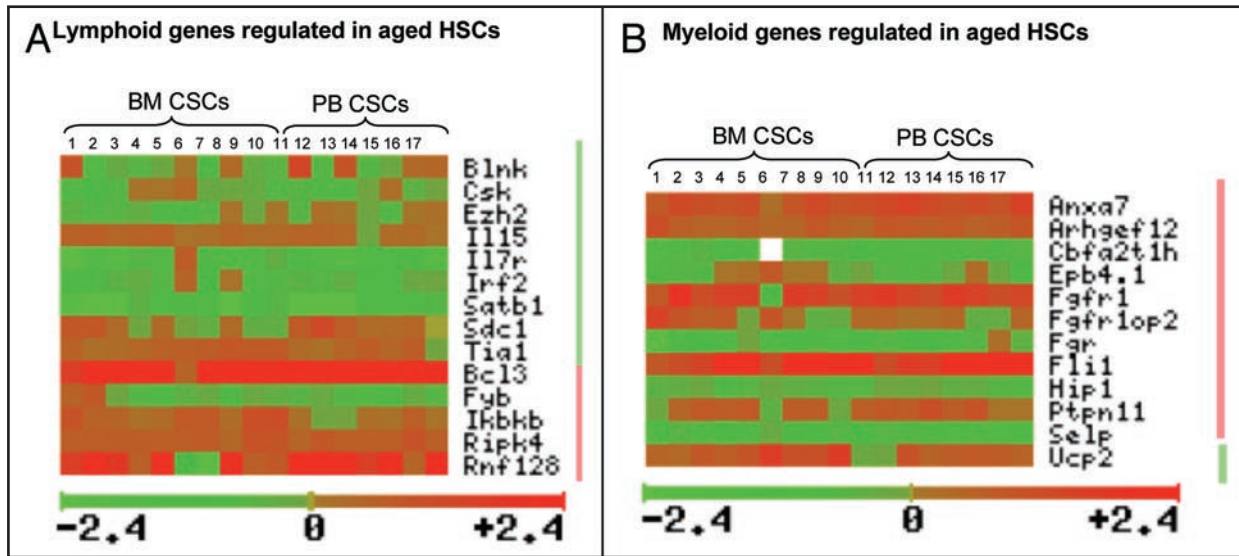 A Lymphoid genes regulated in aged HSCs
BM CSCs PB CSCs
1 2 3 4 5 6 7 8 9 10 11 12 13 14 15 16 17
Blnk
Csk
Ezh2
Il15
Il7r
Irf2
Satb1
Sdc1
Tia1
Bcl3
Fyb
Ikbkb
Ripk4
Rnf128
-2.4 0 +2.4
B Myeloid genes regulated in aged HSCs
BM CSCs PB CSCs
1 2 3 4 5 6 7 8 9 10 11 12 13 14 15 16 17
Anxa7
Arhgef12
Cbfa2t1h
Epb4.1
Fgfr1
Fgfr1op2
Fgr
Fli1
Hip1
Ptpn11
Selp
Ucp2
-2.4 0 +2.4